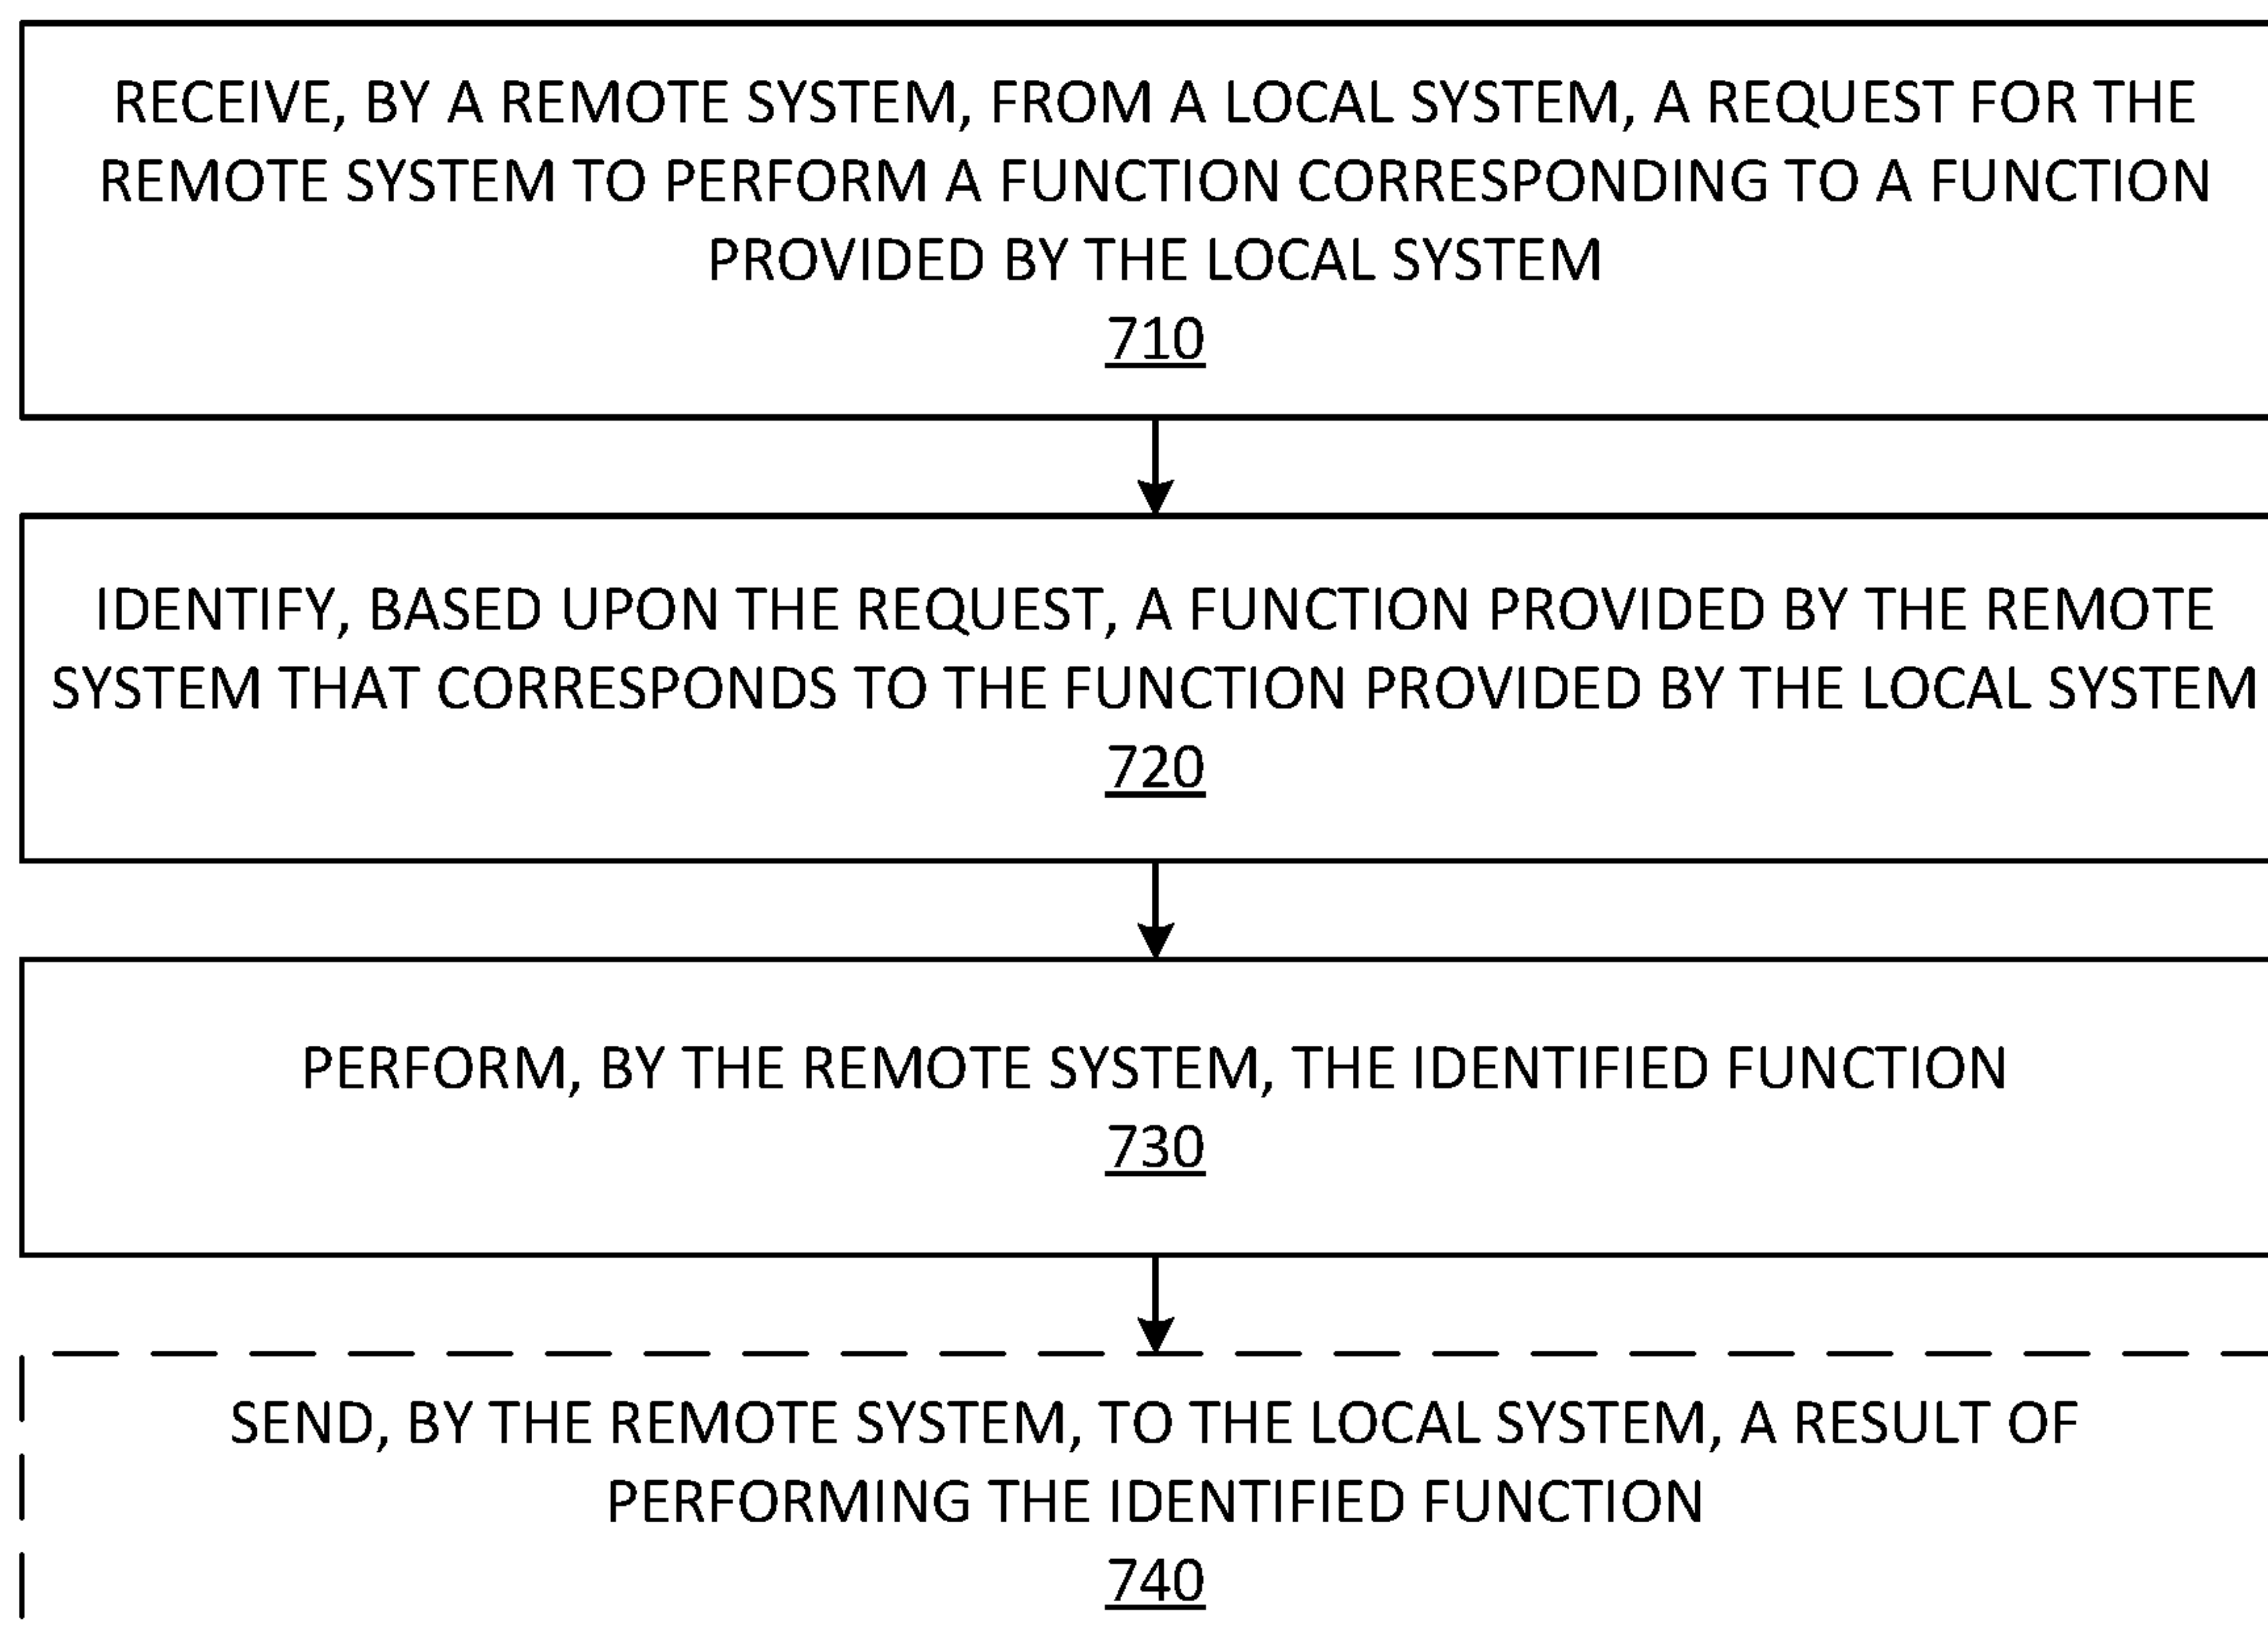 RECEIVE, BY A REMOTE SYSTEM, FROM A LOCAL SYSTEM, A REQUEST FOR THE
REMOTE SYSTEM TO PERFORM A FUNCTION CORRESPONDING TO A FUNCTION
PROVIDED BY THE LOCAL SYSTEM
710
IDENTIFY, BASED UPON THE REQUEST, A FUNCTION PROVIDED BY THE REMOTE
SYSTEM THAT CORRESPONDS TO THE FUNCTION PROVIDED BY THE LOCAL SYSTEM
720
PERFORM, BY THE REMOTE SYSTEM, THE IDENTIFIED FUNCTION
730
SEND, BY THE REMOTE SYSTEM, TO THE LOCAL SYSTEM, A RESULT OF
PERFORMING THE IDENTIFIED FUNCTION
740